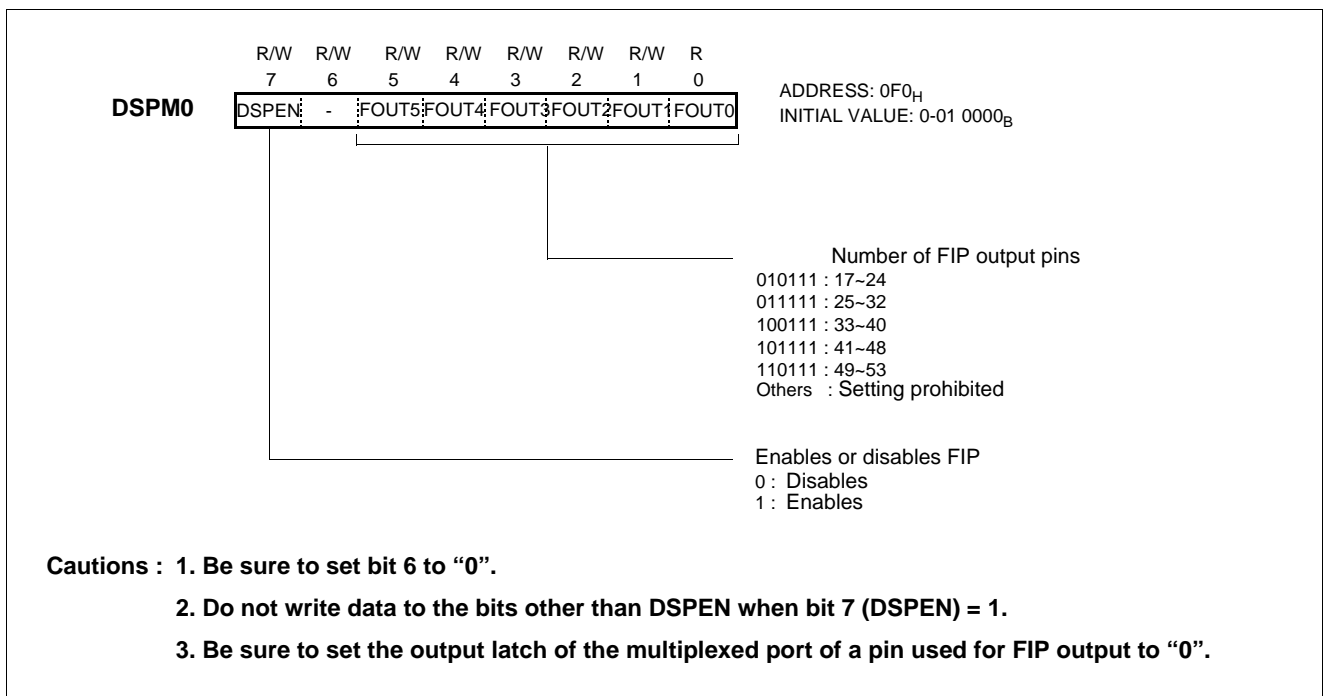 R/W R/W R/W R/W R/W R/W R/W R
7 6 5 4 3 2 1 0
DSPM0 DSPEN - FOUT5 FOUT4 FOUT3 FOUT2 FOUT1 FOUT0
ADDRESS: 0F0H
INITIAL VALUE: 0-01 0000B
Number of FIP output pins
010111 : 17~24
011111 : 25~32
100111 : 33~40
101111 : 41~48
110111 : 49~53
Others : Setting prohibited
Enables or disables FIP
0 : Disables
1 : Enables
Cautions : 1. Be sure to set bit 6 to “0”.
2. Do not write data to the bits other than DSPEN when bit 7 (DSPEN) = 1.
3. Be sure to set the output latch of the multiplexed port of a pin used for FIP output to “0”.